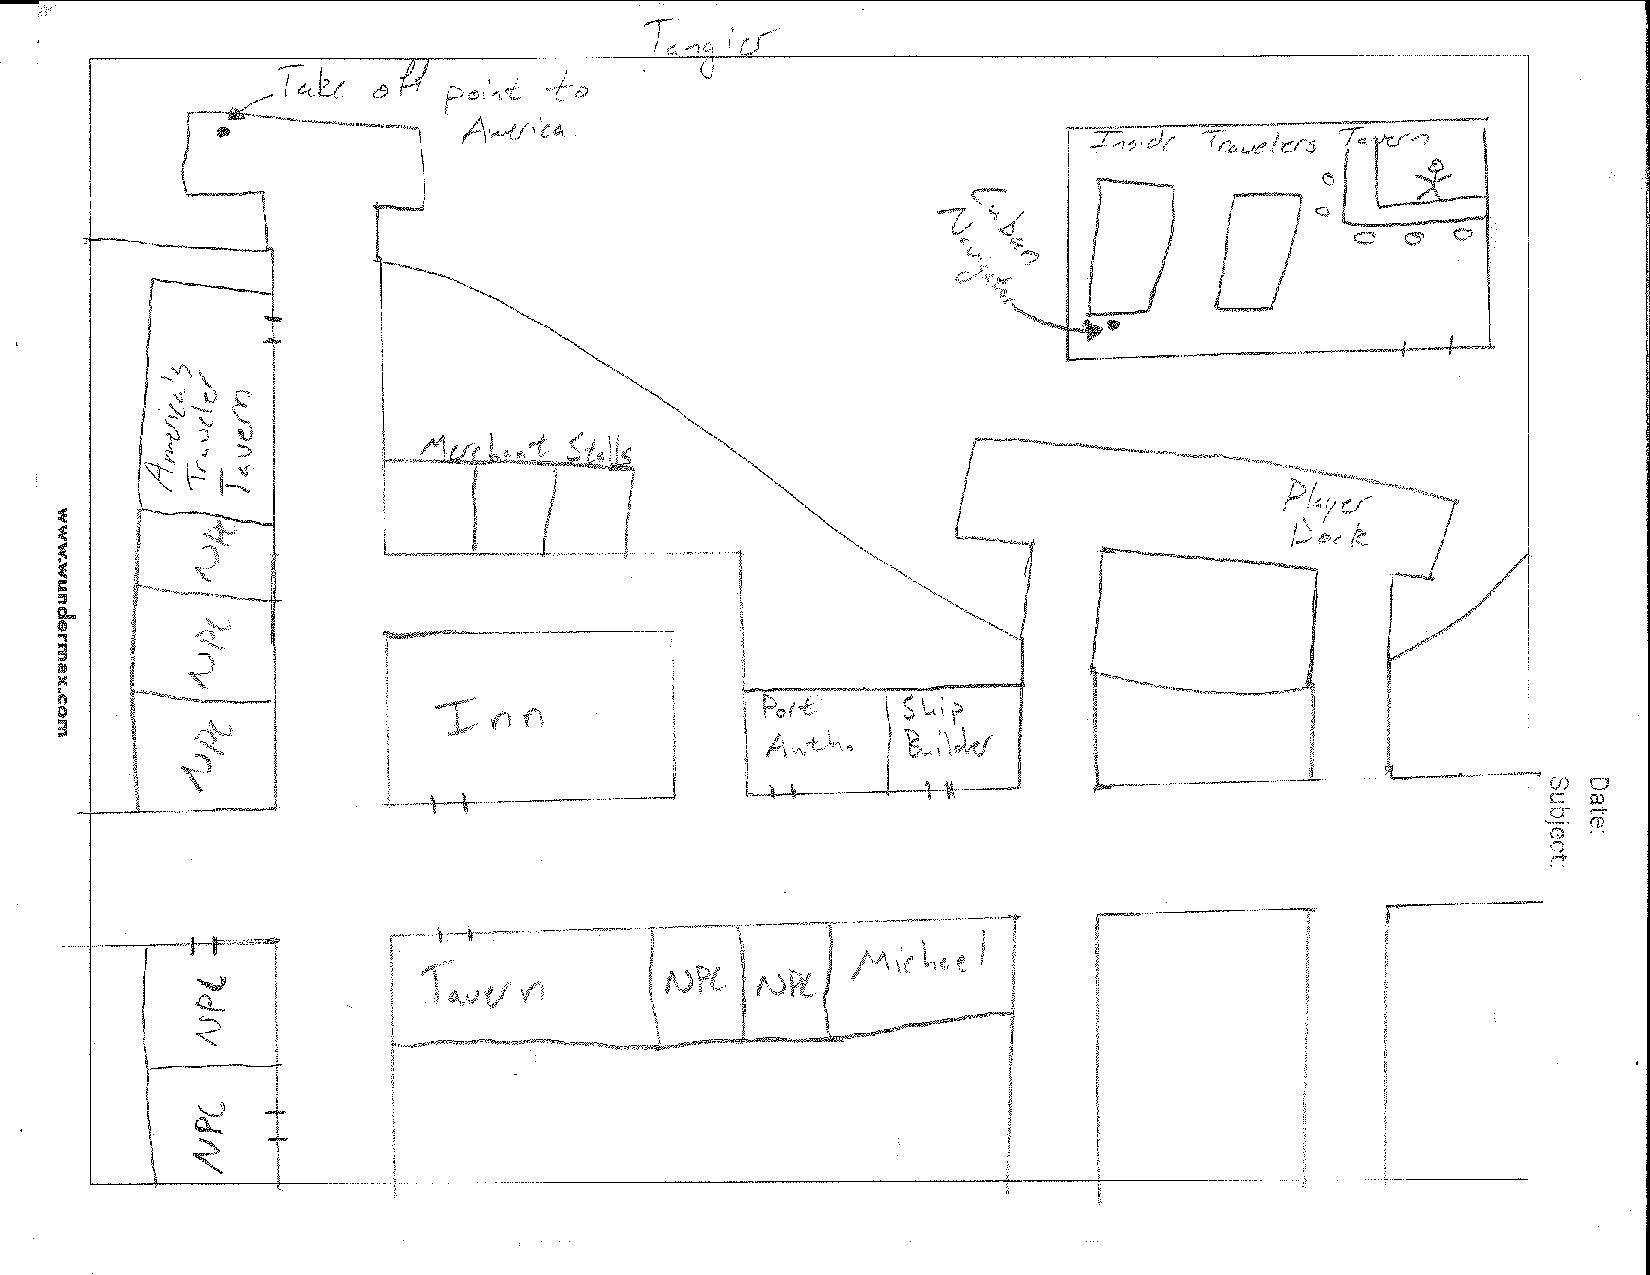 Tangier
Take off point to
America.
Inside Travelers Tavern
Navigator
America's
Traveler
Tavern
Merchant Stalls
Player
Dock
NPC
NPC
NPC
Inn
Port
Auth.
Ship
Builder
www.wundermax.com
Date:
Subject:
Tavern
NPC
NPC
Michael
NPC
NPC